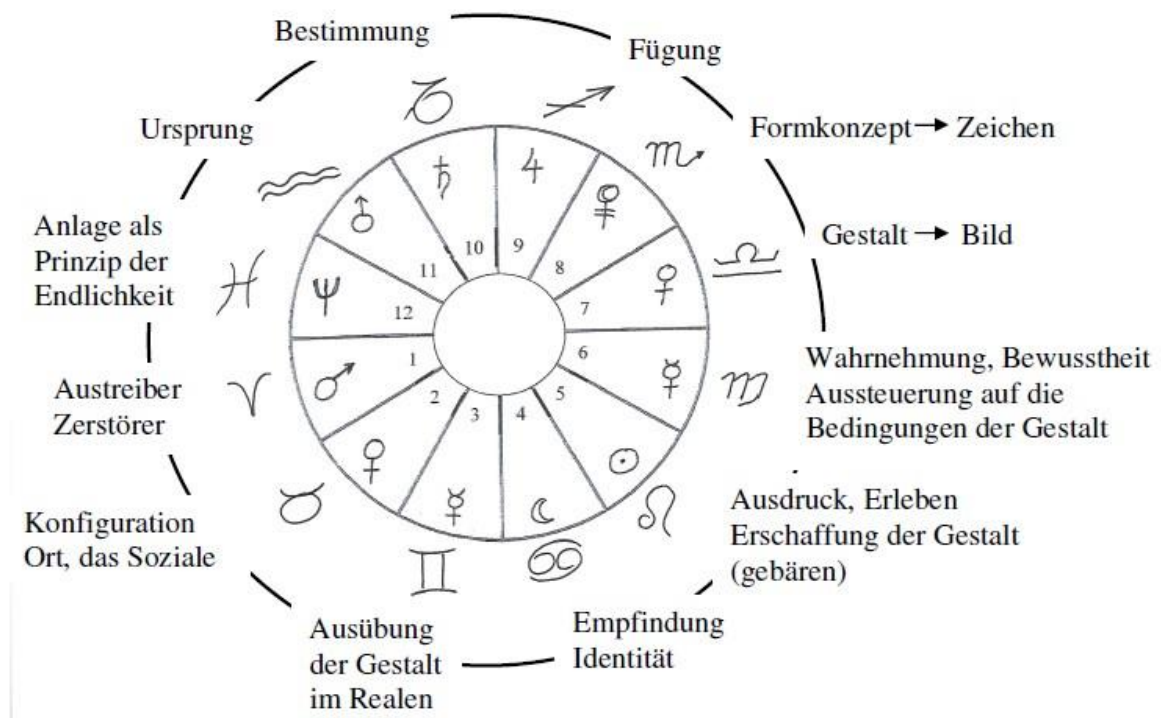 Bestimmung
Fügung
Ursprung
Formkonzept → Zeichen
♑ ♐
♏
♒
♄ ♃
♁ 
Anlage als
Prinzip der
Endlichkeit
Gestalt → Bild
♓ ♆ ♀ ♎
10 9
11 8
12 7
1 6
2 5
3 4
Austreiber
Zerstörer
♈ ♂ ☿ ♍
Wahrnehmung, Bewusstheit
Aussteuerung auf die
Bedingungen der Gestalt
♀ ☉
♉ ☿ ☾ ♌
Konfiguration
Ort, das Soziale
Ausdruck, Erleben
Erschaffung der Gestalt
(gebären)
♊ ♋
Ausübung
der Gestalt
im Realen
Empfindung
Identität